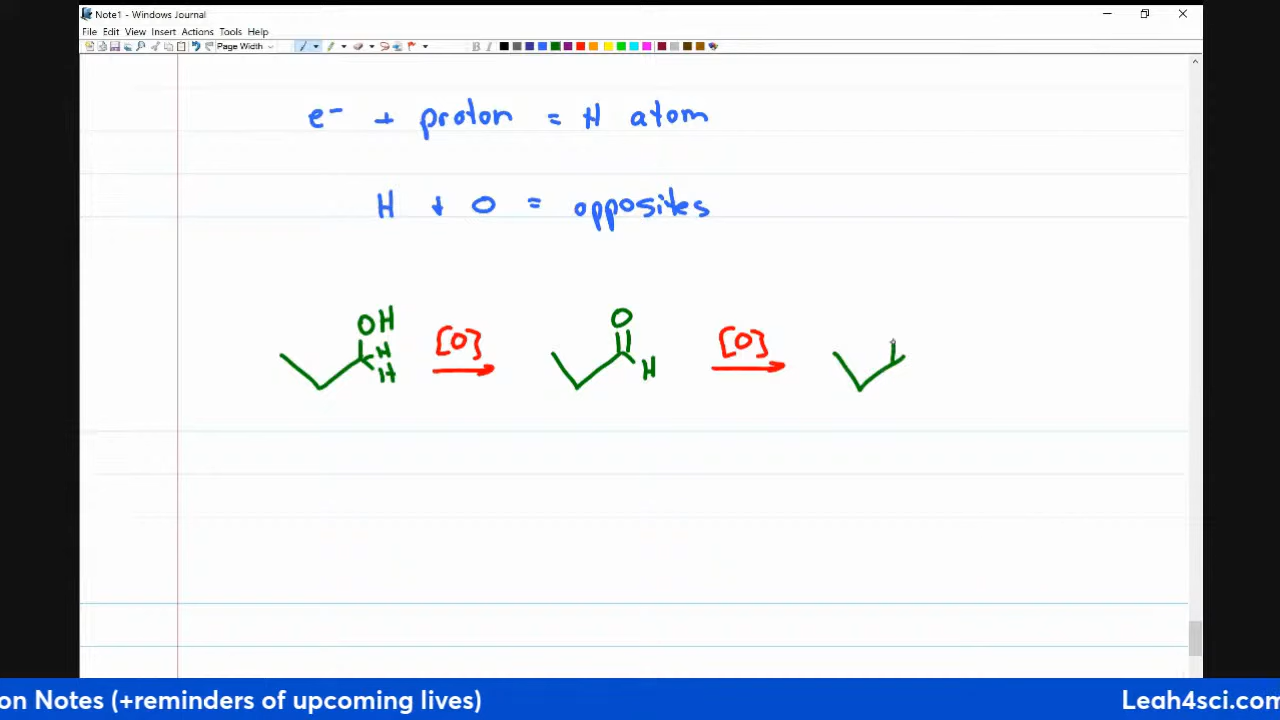 Note1 - Windows Journal
File Edit View Insert Actions Tools Help
Page Width
B I
e- + proton = H atom
H + O = opposites
OH
H
H
[O]
O
H
[O]
on Notes (+reminders of upcoming lives)
Leah4sci.com